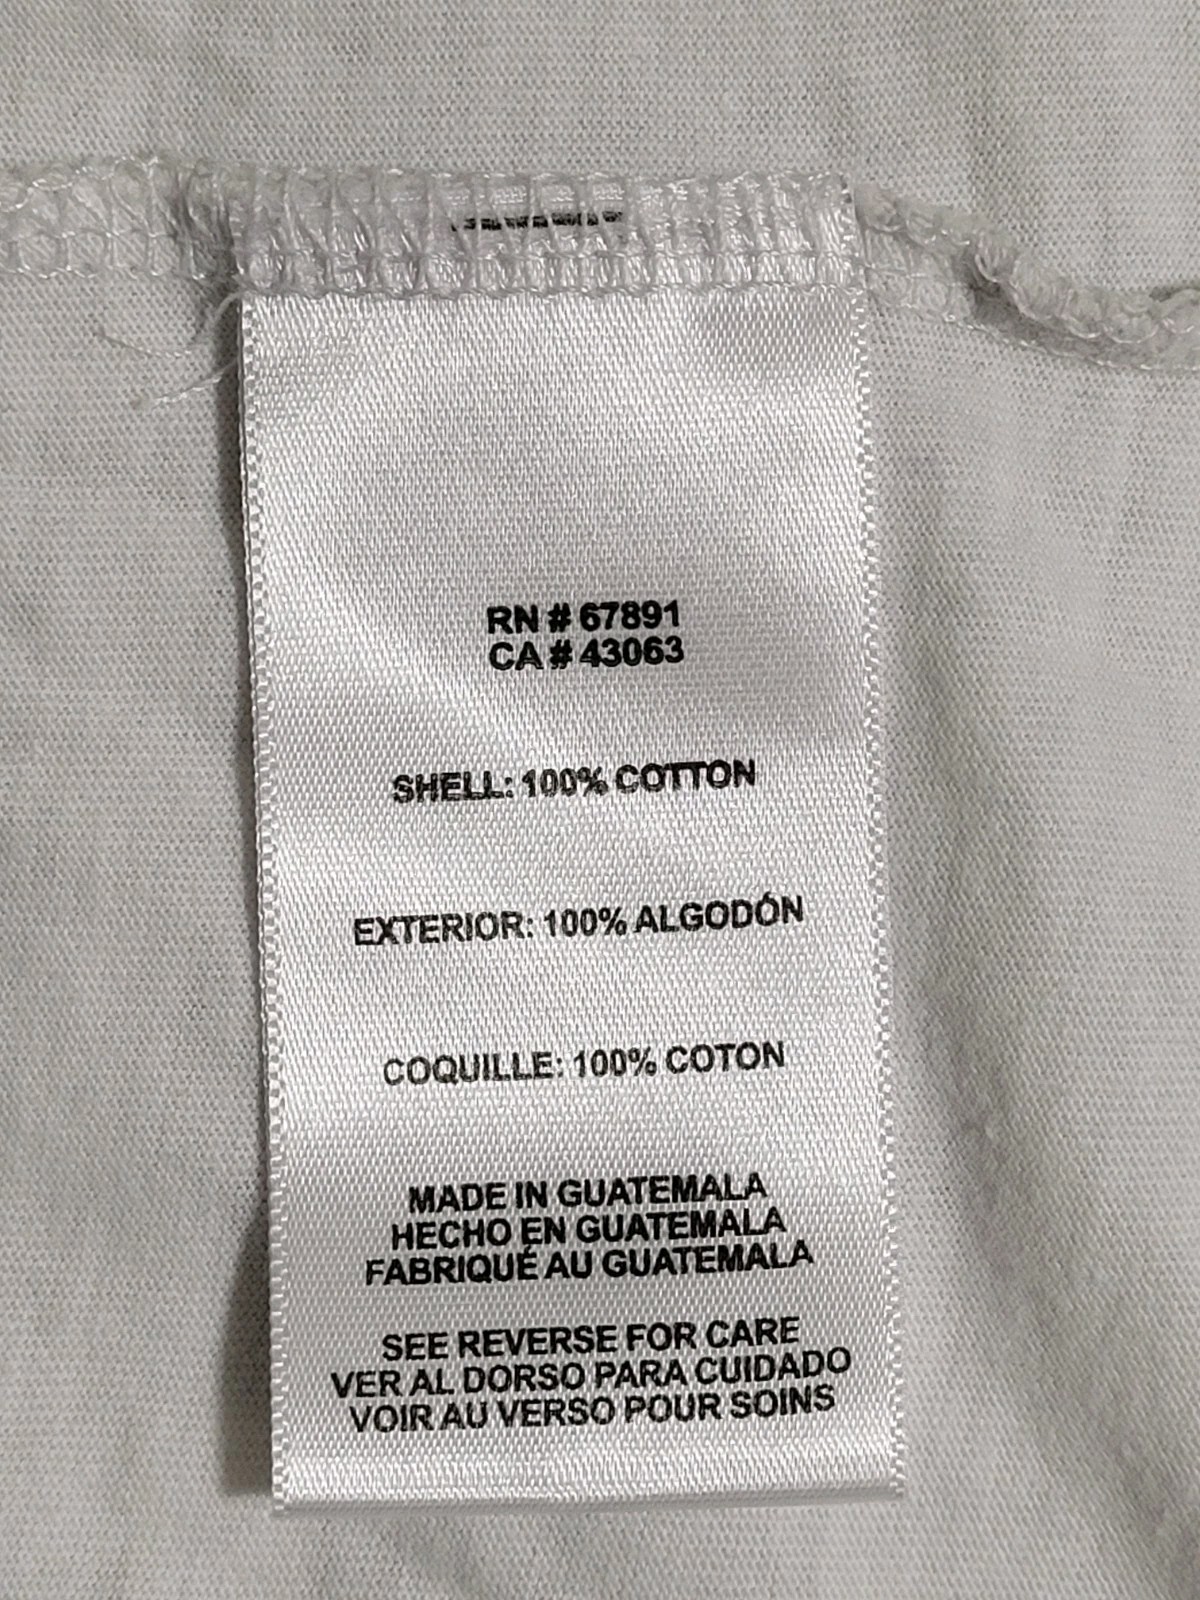 RN # 67891
CA # 43063
SHELL: 100% COTTON
EXTERIOR: 100% ALGODÓN
COQUILLE: 100% COTON
MADE IN GUATEMALA
HECHO EN GUATEMALA
FABRIQUÉ AU GUATEMALA
SEE REVERSE FOR CARE
VER AL DORSO PARA CUIDADO
VOIR AU VERSO POUR SOINS